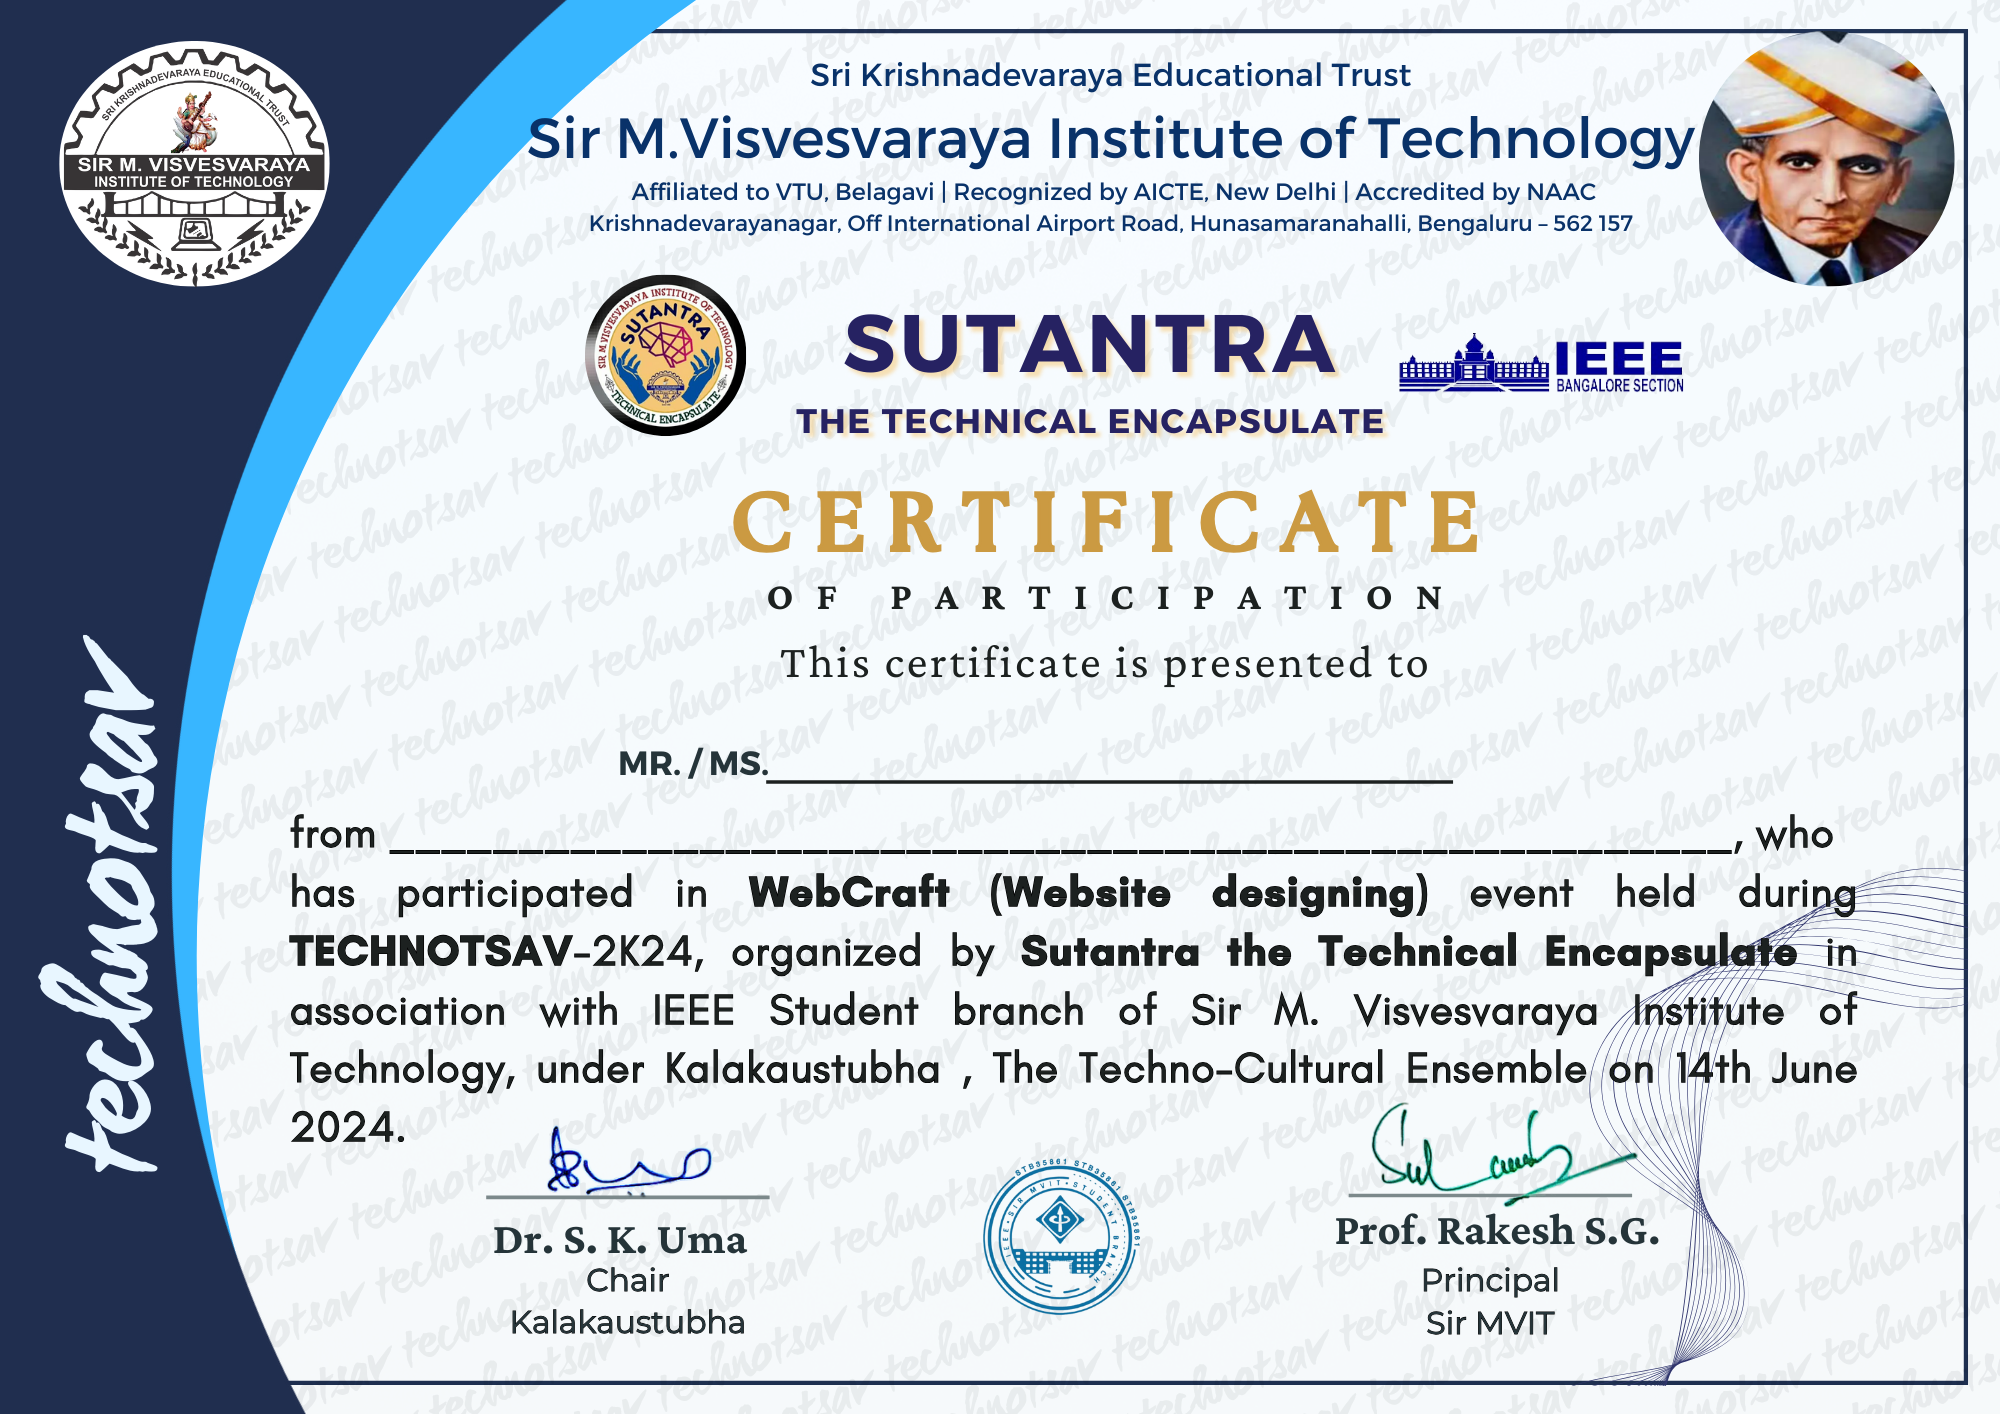 SRI KRISHNADEVARAYA EDUCATIONAL TRUST
SIR M. VISVESVARAYA
INSTITUTE OF TECHNOLOGY
Sri Krishnadevaraya Educational Trust
Sir M.Visvesvaraya Institute of Technology
Affiliated to VTU, Belagavi | Recognized by AICTE, New Delhi | Accredited by NAAC
Krishnadevarayanagar, Off International Airport Road, Hunasamaranahalli, Bengaluru – 562 157
SIR M.VISVESVARAYA INSTITUTE OF TECHNOLOGY
SUTANTRA
TECHNICAL ENCAPSULATE
SUTANTRA
THE TECHNICAL ENCAPSULATE
IEEE
BANGALORE SECTION
CERTIFICATE
OF PARTICIPATION
This certificate is presented to
MR. / MS.
from ____________________________________________________, who
has participated in WebCraft (Website designing) event held during
TECHNOTSAV-2K24, organized by Sutantra the Technical Encapsulate in
association with IEEE Student branch of Sir M. Visvesvaraya Institute of
Technology, under Kalakaustubha , The Techno-Cultural Ensemble on 14th June
2024.
technotsav
Dr. S. K. Uma
Chair
Kalakaustubha
STB35861 STB35861 STB35861
IEEE • SIR MVIT • STUDENT BRANCH
Prof. Rakesh S.G.
Principal
Sir MVIT